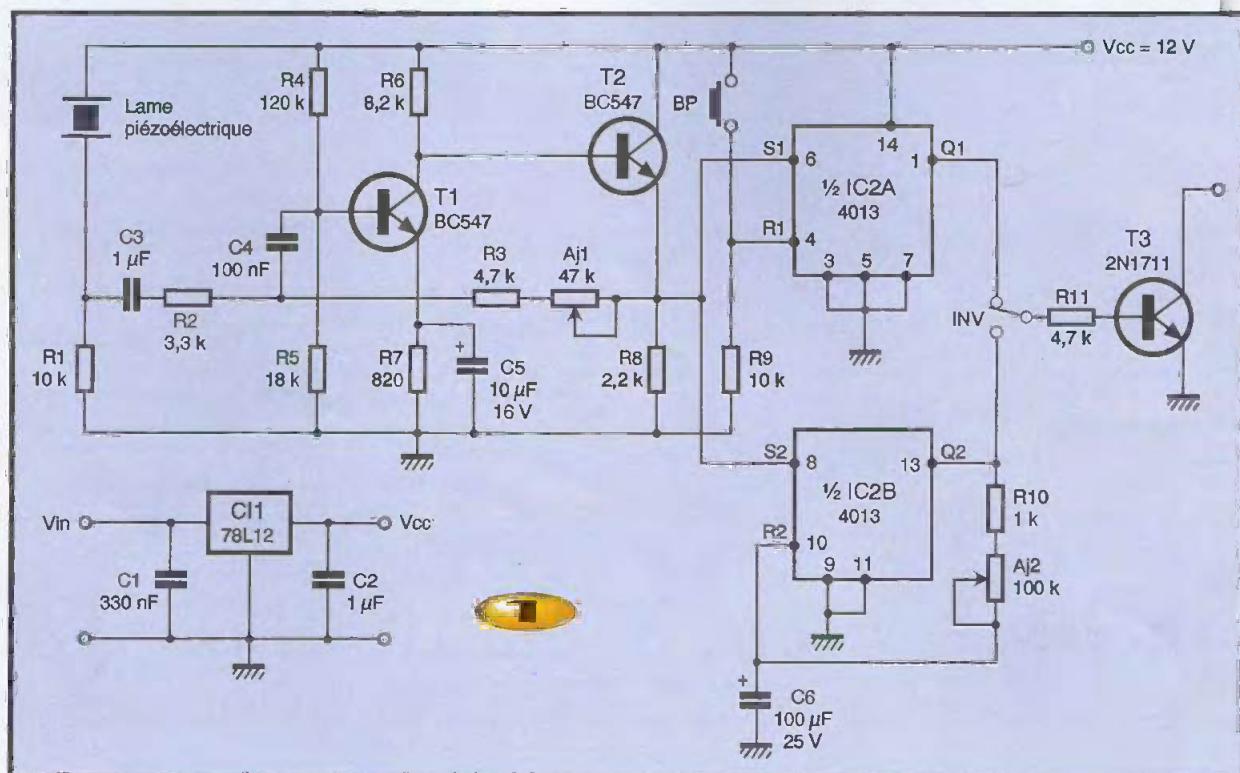 Vcc = 12 V
Lame
piézoélectrique
R4
120 k
R6
8,2 k
T2
BC547
BP
T1
BC547
S1
6
14
1
Q1
½ IC2A
4013
R1
4
3
5
7
C3
1 µF
R2
3,3 k
C4
100 nF
R3
4,7 k
Aj1
47 k
T3
2N1711
INV
R11
4,7 k
R1
10 k
R5
18 k
R7
820
C5
10 µF
16 V
R8
2,2 k
R9
10 k
S2
8
13
Q2
½ IC2B
4013
R2
10
9
11
R10
1 k
Aj2
100 k
C6
100 µF
25 V
Vin
CI1
78L12
Vcc
C1
330 nF
C2
1 µF
1